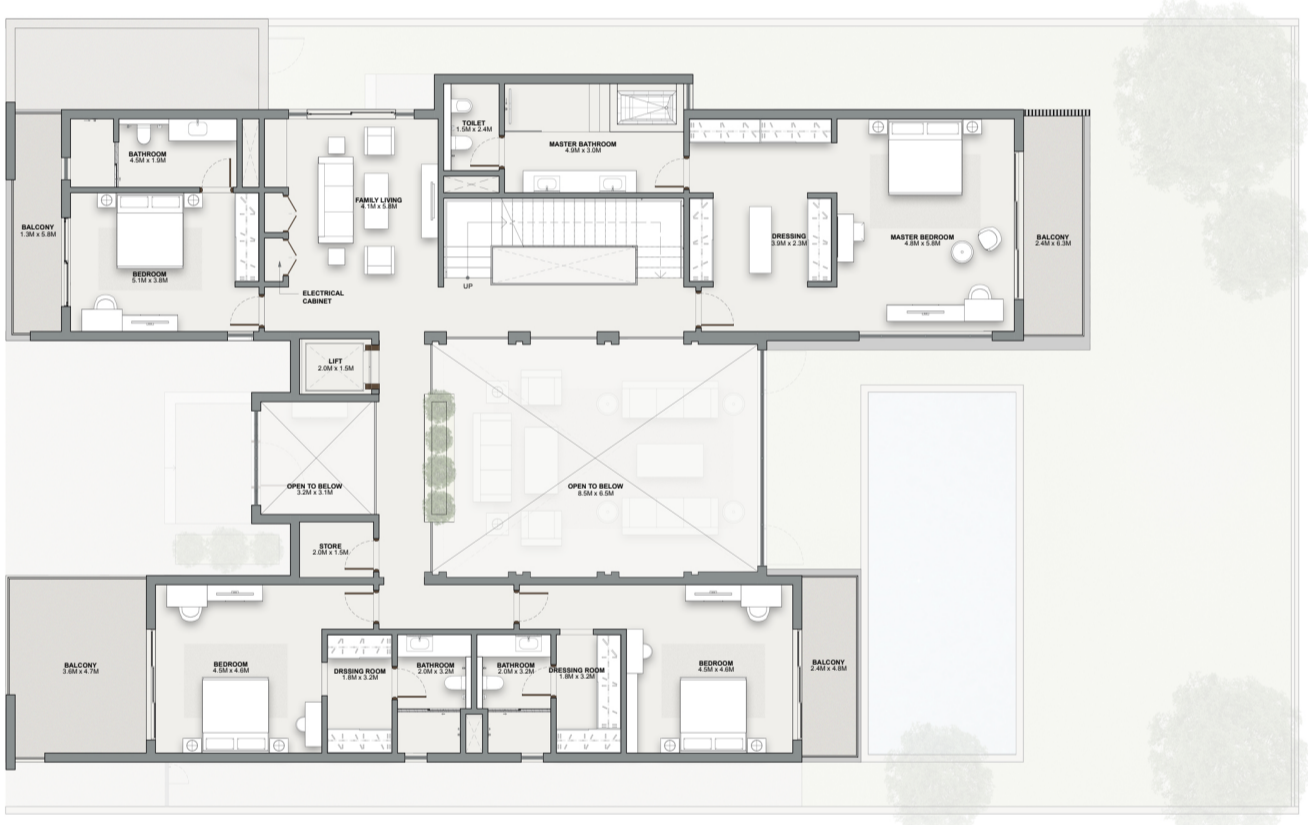 TOILET
1.5M x 2.4M
MASTER BATHROOM
4.9M x 3.0M
BATHROOM
4.5M x 1.9M
FAMILY LIVING
4.1M x 5.8M
BALCONY
1.3M x 5.8M
BEDROOM
5.1M x 3.8M
ELECTRICAL
CABINET
UP
DRESSING
3.9M x 2.3M
MASTER BEDROOM
4.8M x 5.8M
BALCONY
2.4M x 6.3M
LIFT
2.0M x 1.5M
OPEN TO BELOW
3.2M x 3.1M
OPEN TO BELOW
8.5M x 6.5M
STORE
2.0M x 1.5M
BALCONY
3.6M x 4.7M
BEDROOM
4.5M x 4.6M
DRSSING ROOM
1.8M x 3.2M
BATHROOM
2.0M x 3.2M
BATHROOM
2.0M x 3.2M
DRESSING ROOM
1.8M x 3.2M
BEDROOM
4.5M x 4.6M
BALCONY
2.4M x 4.8M